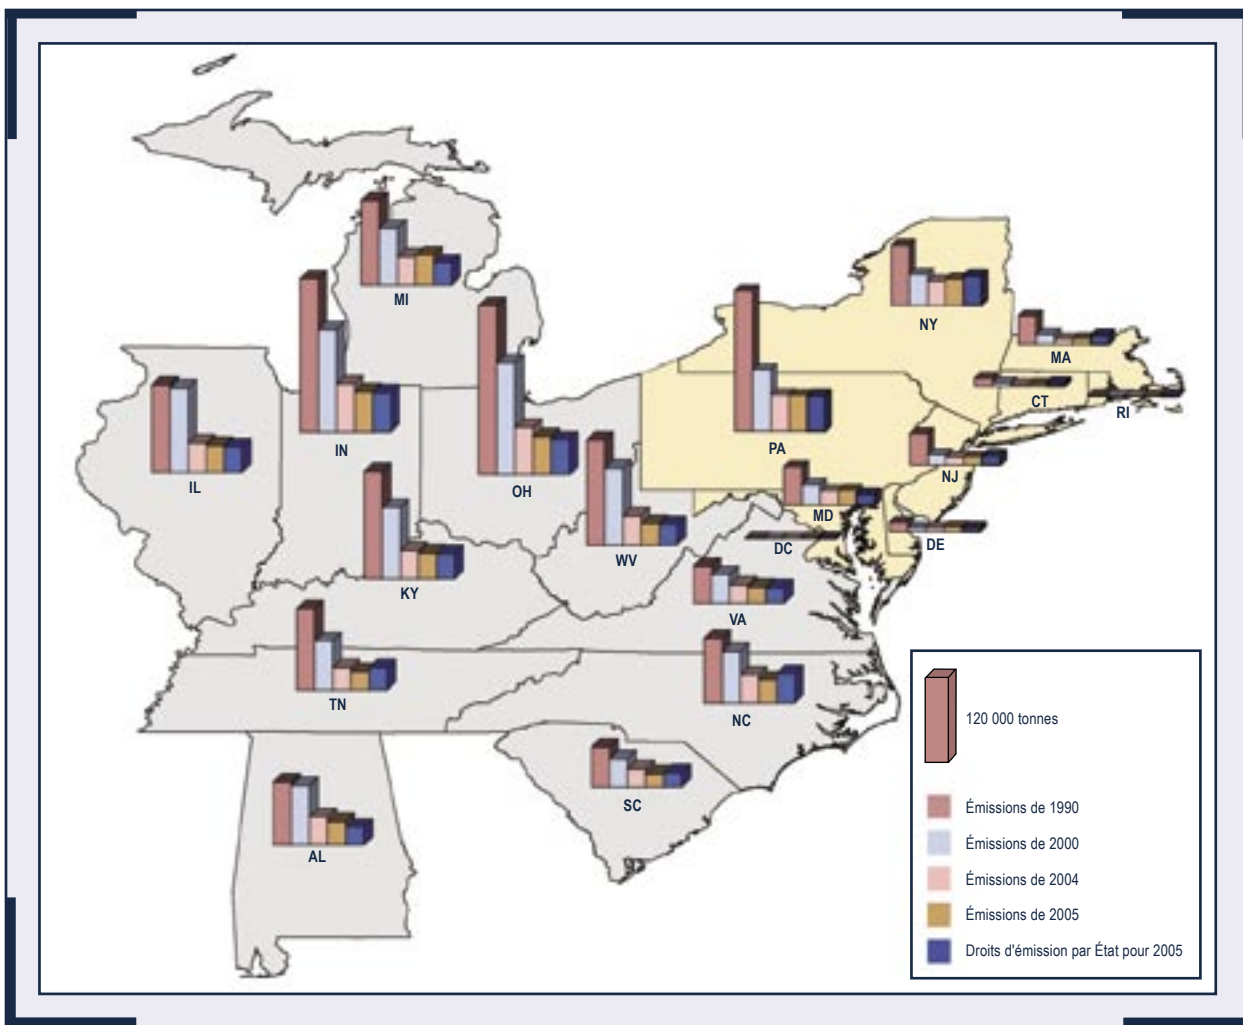 MI
NY
MA
CT
RI
IN
PA
IL
OH
NJ
MD
WV
DC
DE
KY
VA
TN
NC
SC
AL
120 000 tonnes
Émissions de 1990
Émissions de 2000
Émissions de 2004
Émissions de 2005
Droits d'émission par État pour 2005